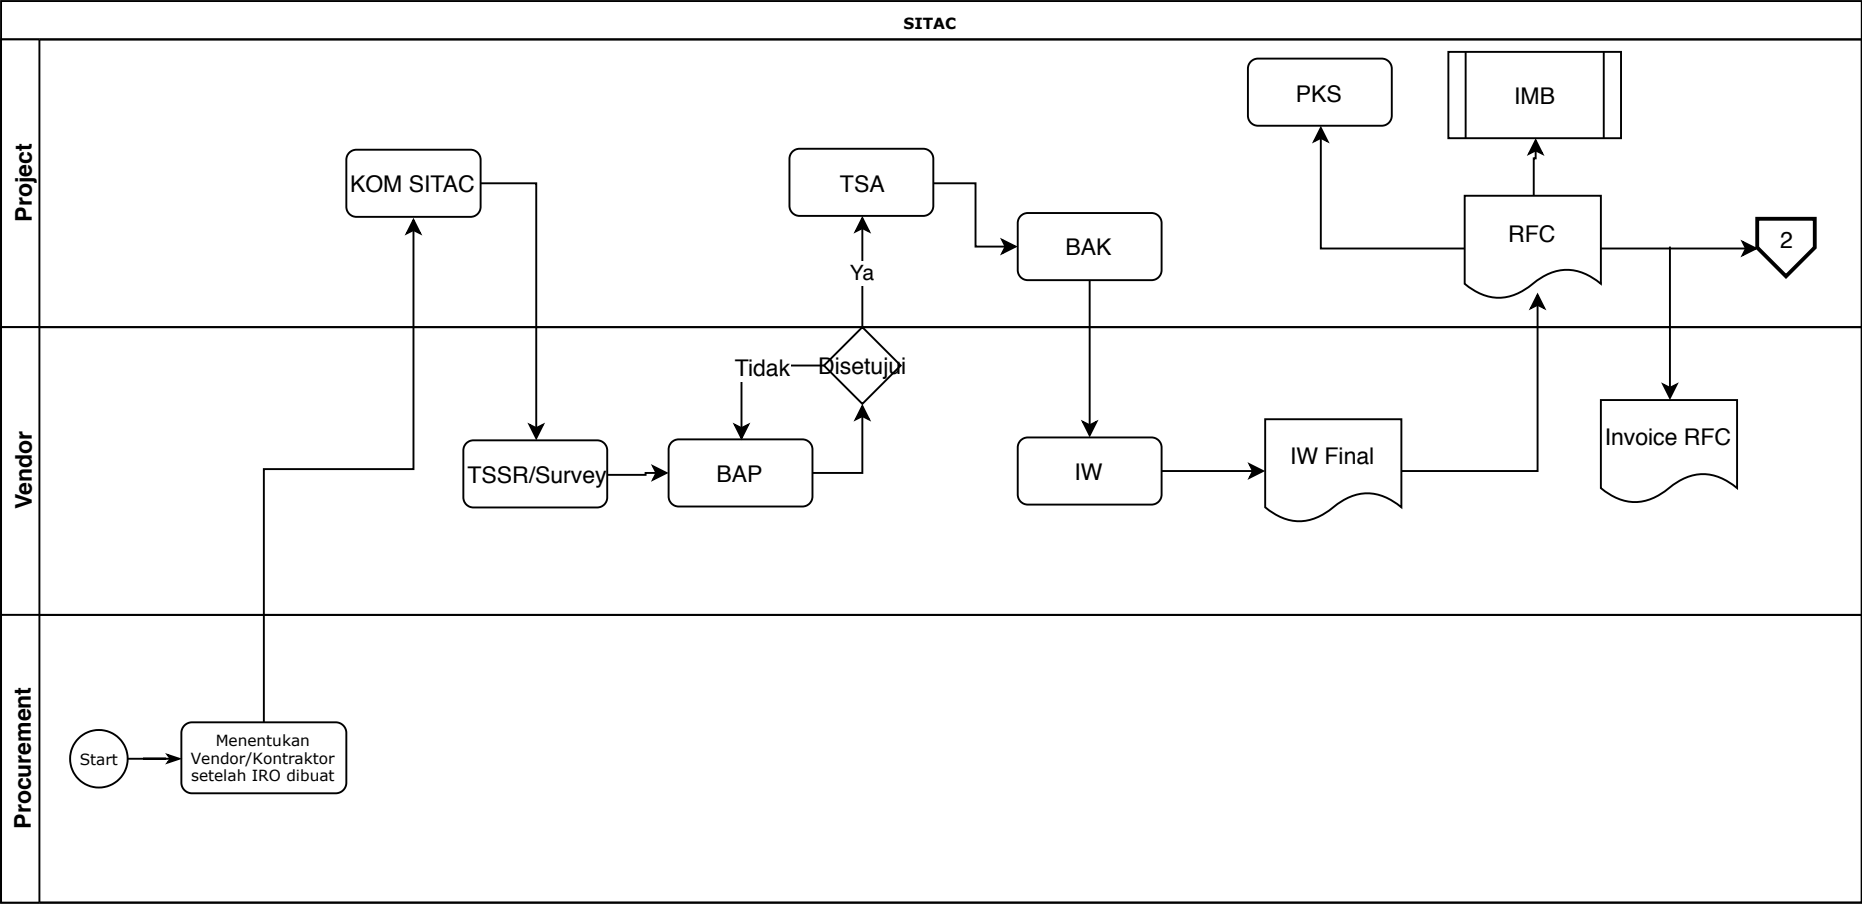 SITAC
Project
KOM SITAC
TSA
BAK
PKS
IMB
RFC
2
Ya
Vendor
Tidak
Disetujui
TSSR/Survey
BAP
IW
IW Final
Invoice RFC
Procurement
Start
Menentukan
Vendor/Kontraktor
setelah IRO dibuat